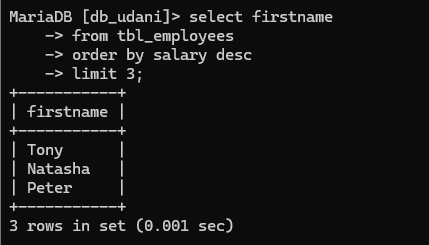 MariaDB [db_udani]> select firstname
    -> from tbl_employees
    -> order by salary desc
    -> limit 3;
+-----------+
| firstname |
+-----------+
| Tony      |
| Natasha   |
| Peter     |
+-----------+
3 rows in set (0.001 sec)